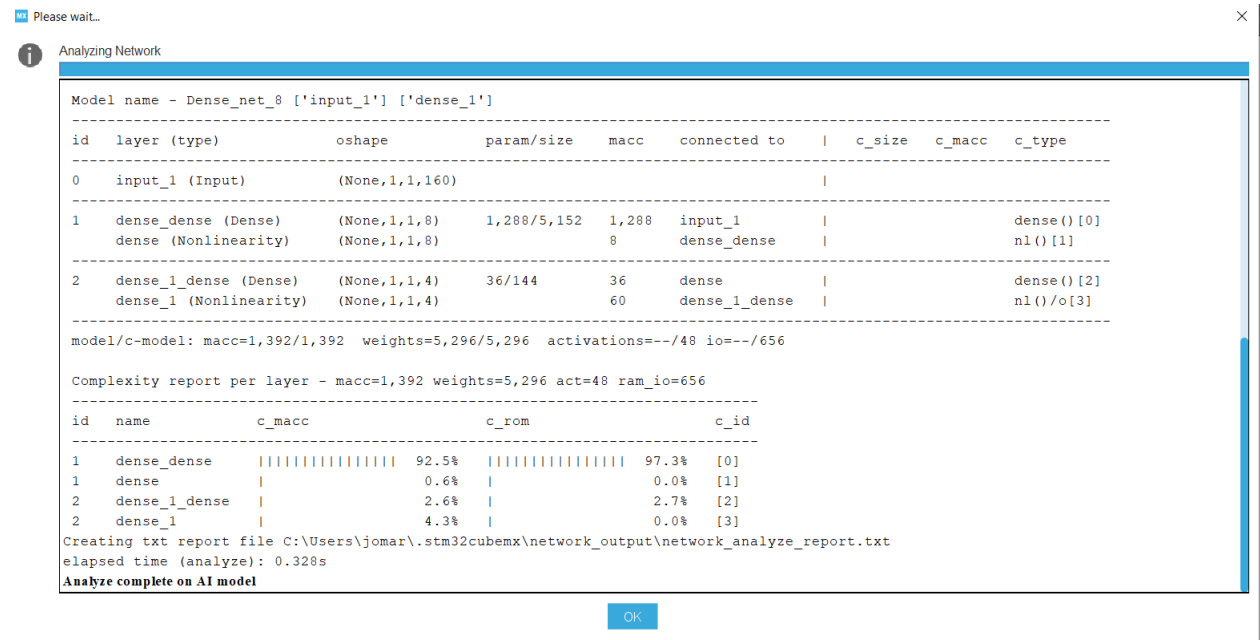 MX Please wait...
Analyzing Network
Model name - Dense_net_8 ['input_1'] ['dense_1']
id layer (type) oshape param/size macc connected to | c_size c_macc c_type
0 input_1 (Input) (None,1,1,160) |
1 dense_dense (Dense) (None,1,1,8) 1,288/5,152 1,288 input_1 | dense()[0]
dense (Nonlinearity) (None,1,1,8) 8 dense_dense | nl()[1]
2 dense_1_dense (Dense) (None,1,1,4) 36/144 36 dense | dense()[2]
dense_1 (Nonlinearity) (None,1,1,4) 60 dense_1_dense | nl()/o[3]
model/c-model: macc=1,392/1,392 weights=5,296/5,296 activations=--/48 io=--/656
Complexity report per layer - macc=1,392 weights=5,296 act=48 ram_io=656
id name c_macc c_rom c_id
1 dense_dense |||||||||||||||| 92.5% |||||||||||||||| 97.3% [0]
1 dense | 0.6% | 0.0% [1]
2 dense_1_dense | 2.6% | 2.7% [2]
2 dense_1 | 4.3% | 0.0% [3]
Creating txt report file C:\Users\jomar\.stm32cubemx\network_output\network_analyze_report.txt
elapsed time (analyze): 0.328s
Analyze complete on AI model
OK